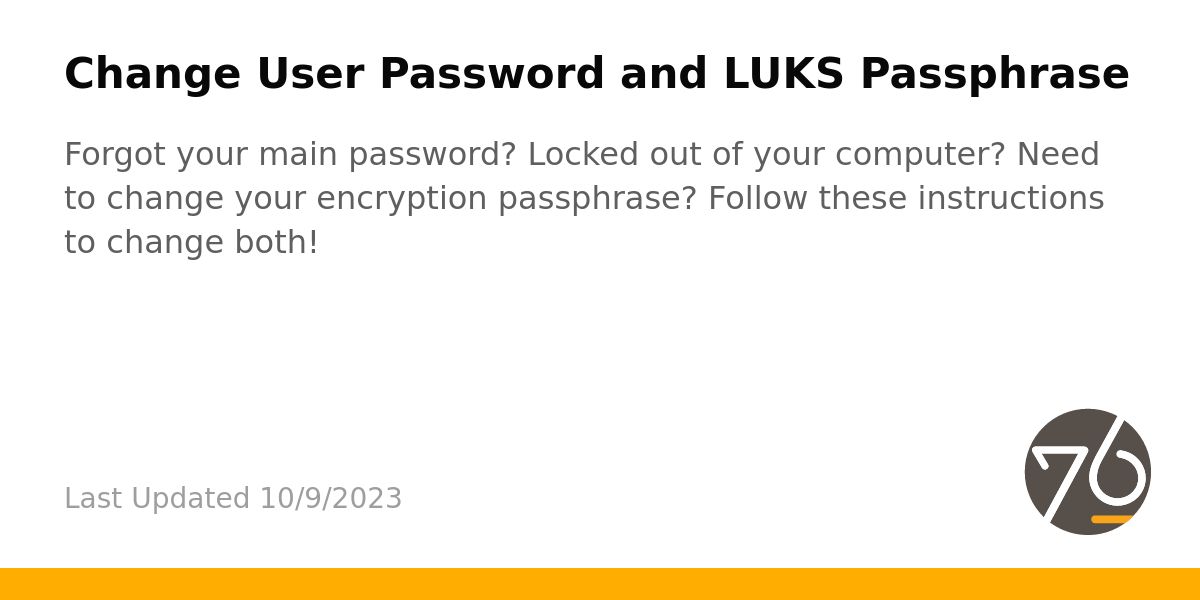 Change User Password and LUKS Passphrase
Forgot your main password? Locked out of your computer? Need
to change your encryption passphrase? Follow these instructions
to change both!
Last Updated 10/9/2023
76